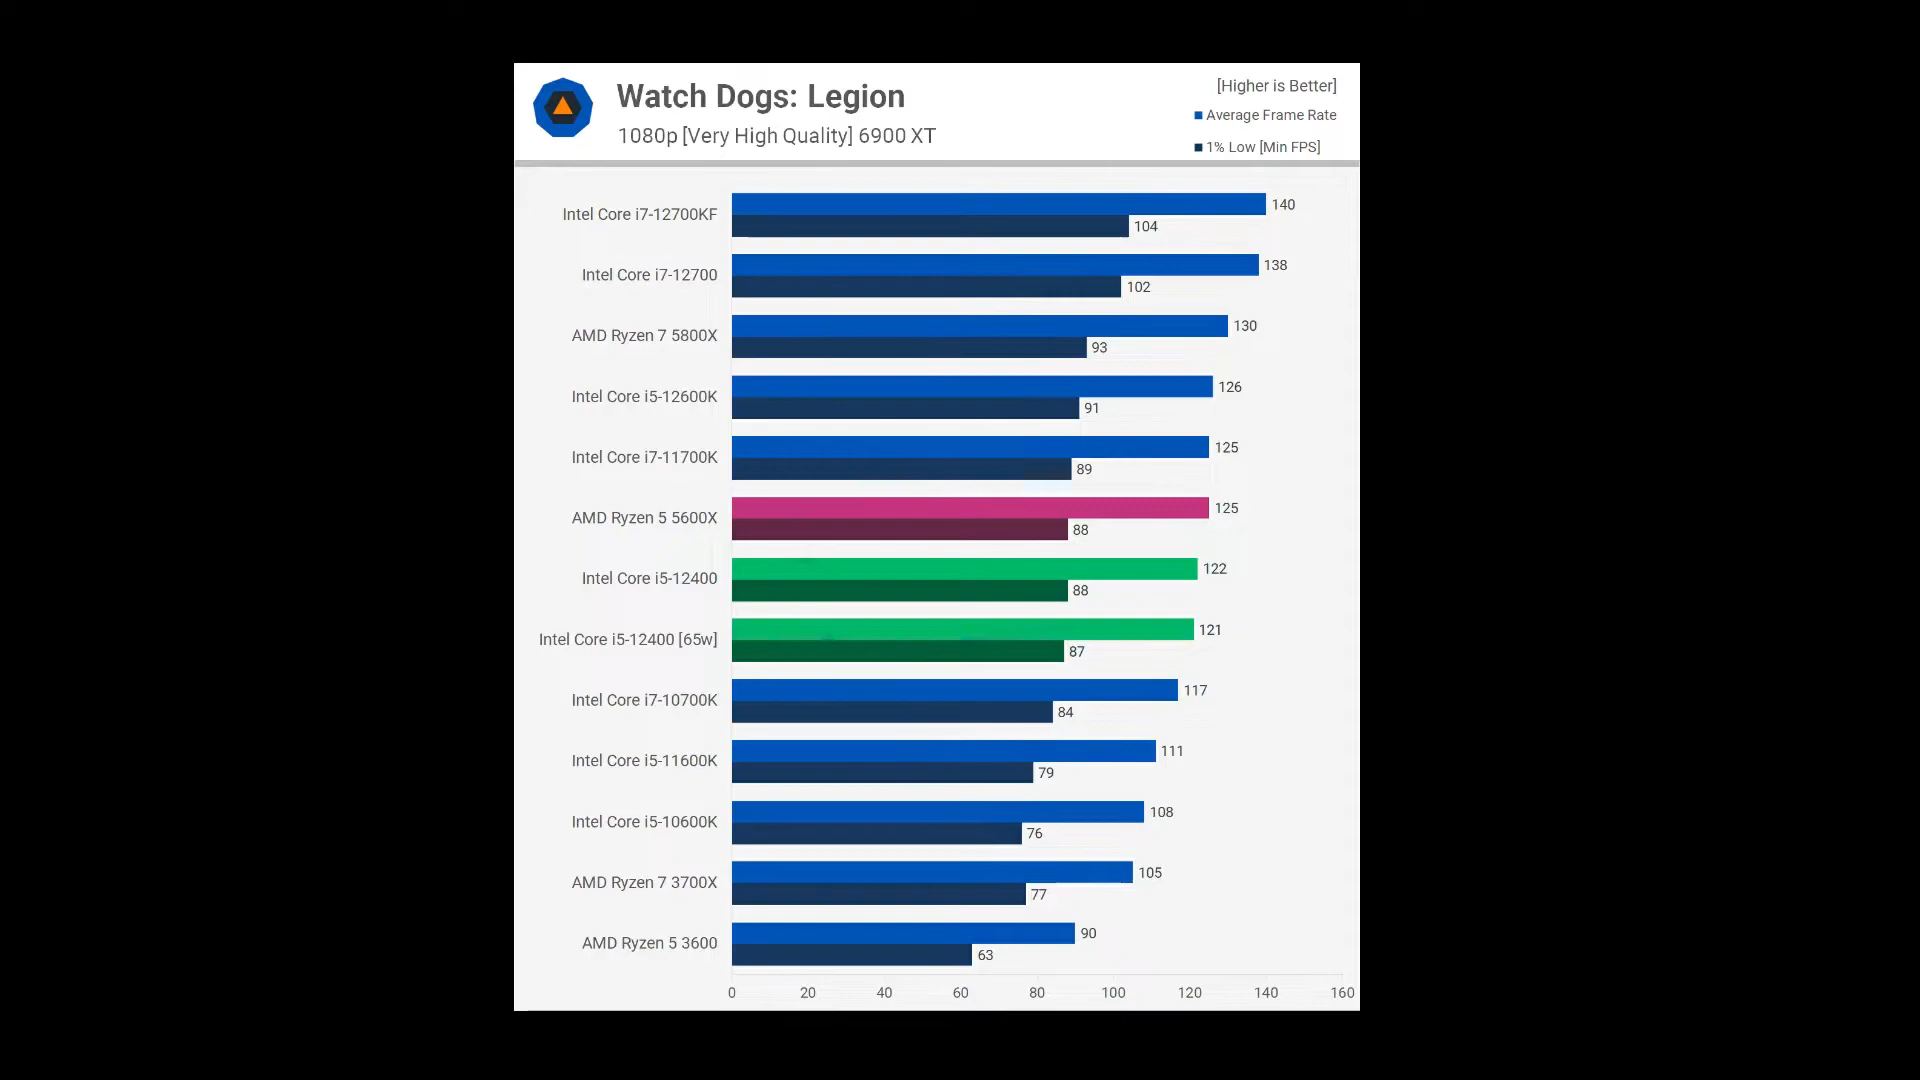 Watch Dogs: Legion
1080p [Very High Quality] 6900 XT
[Higher is Better]
Average Frame Rate
1% Low [Min FPS]
Intel Core i7-12700KF 140
104
Intel Core i7-12700 138
102
AMD Ryzen 7 5800X 130
93
Intel Core i5-12600K 126
91
Intel Core i7-11700K 125
89
AMD Ryzen 5 5600X 125
88
Intel Core i5-12400 122
88
Intel Core i5-12400 [65w] 121
87
Intel Core i7-10700K 117
84
Intel Core i5-11600K 111
79
Intel Core i5-10600K 108
76
AMD Ryzen 7 3700X 105
77
AMD Ryzen 5 3600 90
63
0 20 40 60 80 100 120 140 160